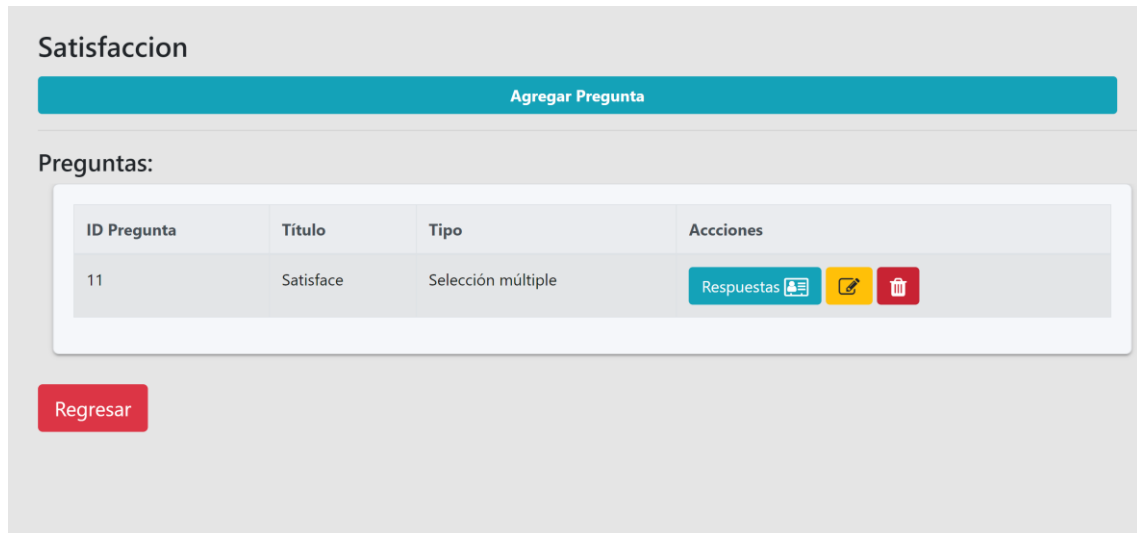 Satisfaccion
Agregar Pregunta
Preguntas:
ID Pregunta Título Tipo Accciones
11 Satisface Selección múltiple Respuestas
Regresar